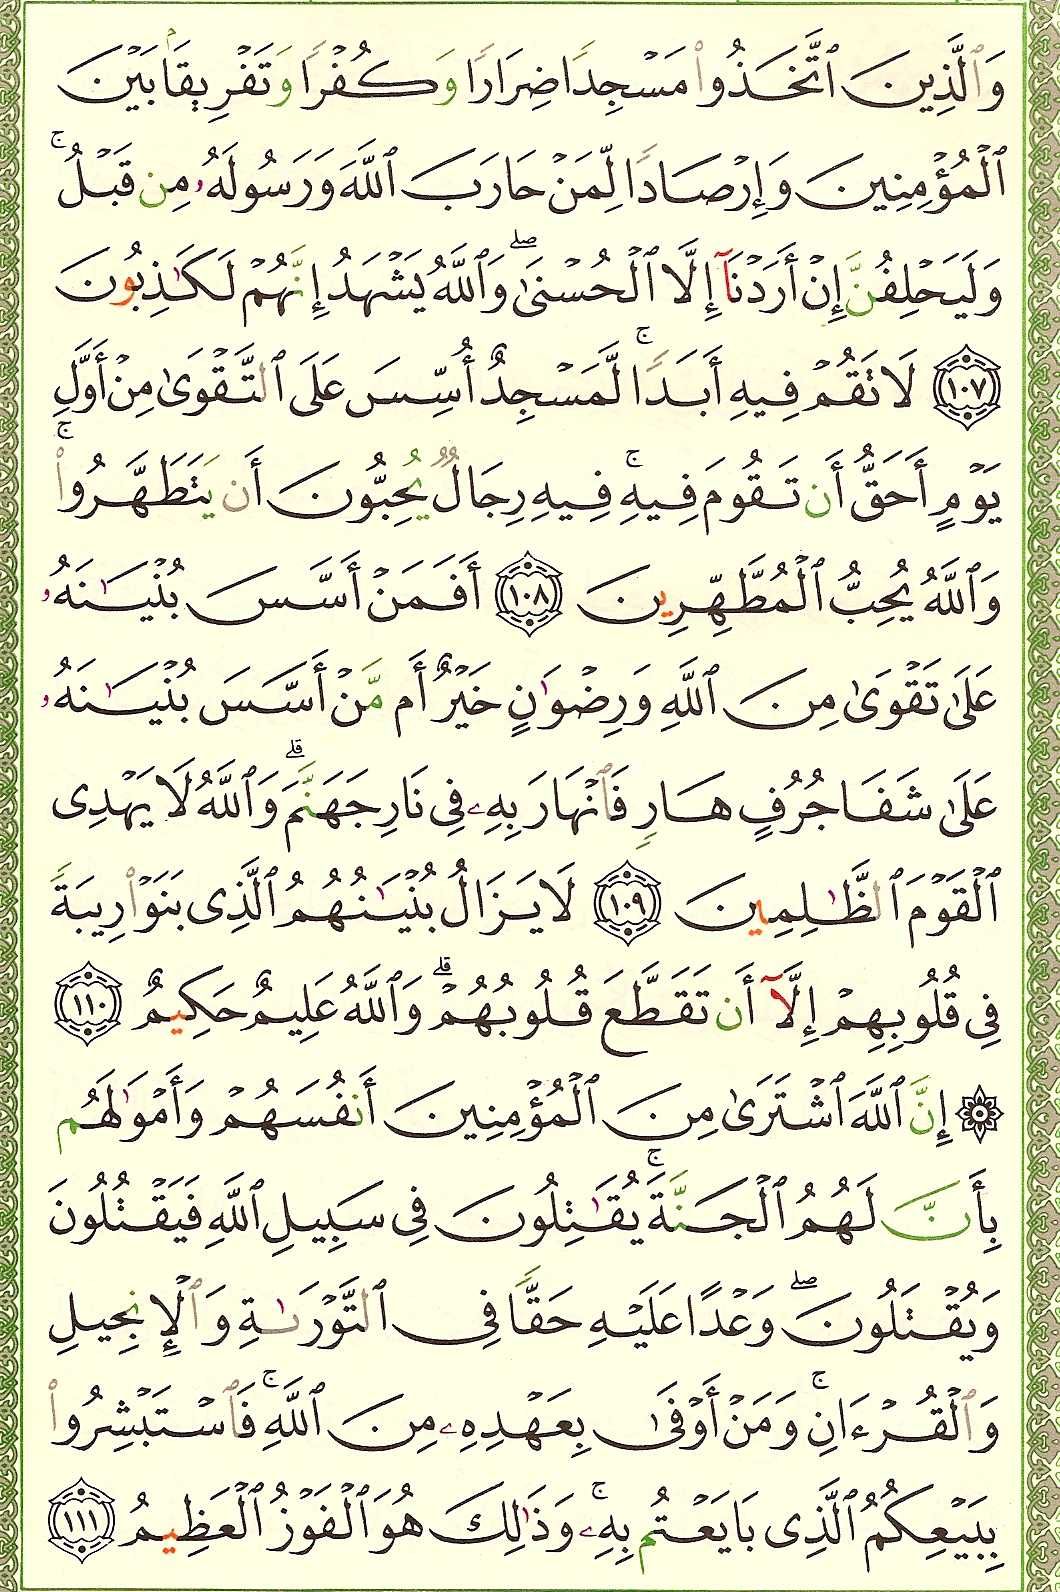 وَٱلَّذِينَ ٱتَّخَذُوا۟ مَسْجِدًا ضِرَارًا وَكُفْرًا وَتَفْرِيقًۢا بَيْنَ
ٱلْمُؤْمِنِينَ وَإِرْصَادًا لِّمَنْ حَارَبَ ٱللَّهَ وَرَسُولَهُۥ مِن قَبْلُ ۚ
وَلَيَحْلِفُنَّ إِنْ أَرَدْنَآ إِلَّا ٱلْحُسْنَىٰ ۖ وَٱللَّهُ يَشْهَدُ إِنَّهُمْ لَكَـٰذِبُونَ
١٠٧ لَا تَقُمْ فِيهِ أَبَدًا ۚ لَّمَسْجِدٌ أُسِّسَ عَلَى ٱلتَّقْوَىٰ مِنْ أَوَّلِ
يَوْمٍ أَحَقُّ أَن تَقُومَ فِيهِ ۚ فِيهِ رِجَالٌ يُحِبُّونَ أَن يَتَطَهَّرُوا۟ ۚ
وَٱللَّهُ يُحِبُّ ٱلْمُطَّهِّرِينَ ١٠٨ أَفَمَنْ أَسَّسَ بُنْيَـٰنَهُۥ
عَلَىٰ تَقْوَىٰ مِنَ ٱللَّهِ وَرِضْوَٰنٍ خَيْرٌ أَم مَّنْ أَسَّسَ بُنْيَـٰنَهُۥ
عَلَىٰ شَفَا جُرُفٍ هَارٍ فَٱنْهَارَ بِهِۦ فِى نَارِ جَهَنَّمَ ۗ وَٱللَّهُ لَا يَهْدِى
ٱلْقَوْمَ ٱلظَّـٰلِمِينَ ١٠٩ لَا يَزَالُ بُنْيَـٰنُهُمُ ٱلَّذِى بَنَوْا۟ رِيبَةً
فِى قُلُوبِهِمْ إِلَّآ أَن تَقَطَّعَ قُلُوبُهُمْ ۗ وَٱللَّهُ عَلِيمٌ حَكِيمٌ ١١٠
۞ إِنَّ ٱللَّهَ ٱشْتَرَىٰ مِنَ ٱلْمُؤْمِنِينَ أَنفُسَهُمْ وَأَمْوَٰلَهُم
بِأَنَّ لَهُمُ ٱلْجَنَّةَ ۚ يُقَـٰتِلُونَ فِى سَبِيلِ ٱللَّهِ فَيَقْتُلُونَ
وَيُقْتَلُونَ ۖ وَعْدًا عَلَيْهِ حَقًّا فِى ٱلتَّوْرَىٰةِ وَٱلْإِنجِيلِ
وَٱلْقُرْءَانِ ۚ وَمَنْ أَوْفَىٰ بِعَهْدِهِۦ مِنَ ٱللَّهِ ۚ فَٱسْتَبْشِرُوا۟
بِبَيْعِكُمُ ٱلَّذِى بَايَعْتُم بِهِۦ ۚ وَذَٰلِكَ هُوَ ٱلْفَوْزُ ٱلْعَظِيمُ ١١١